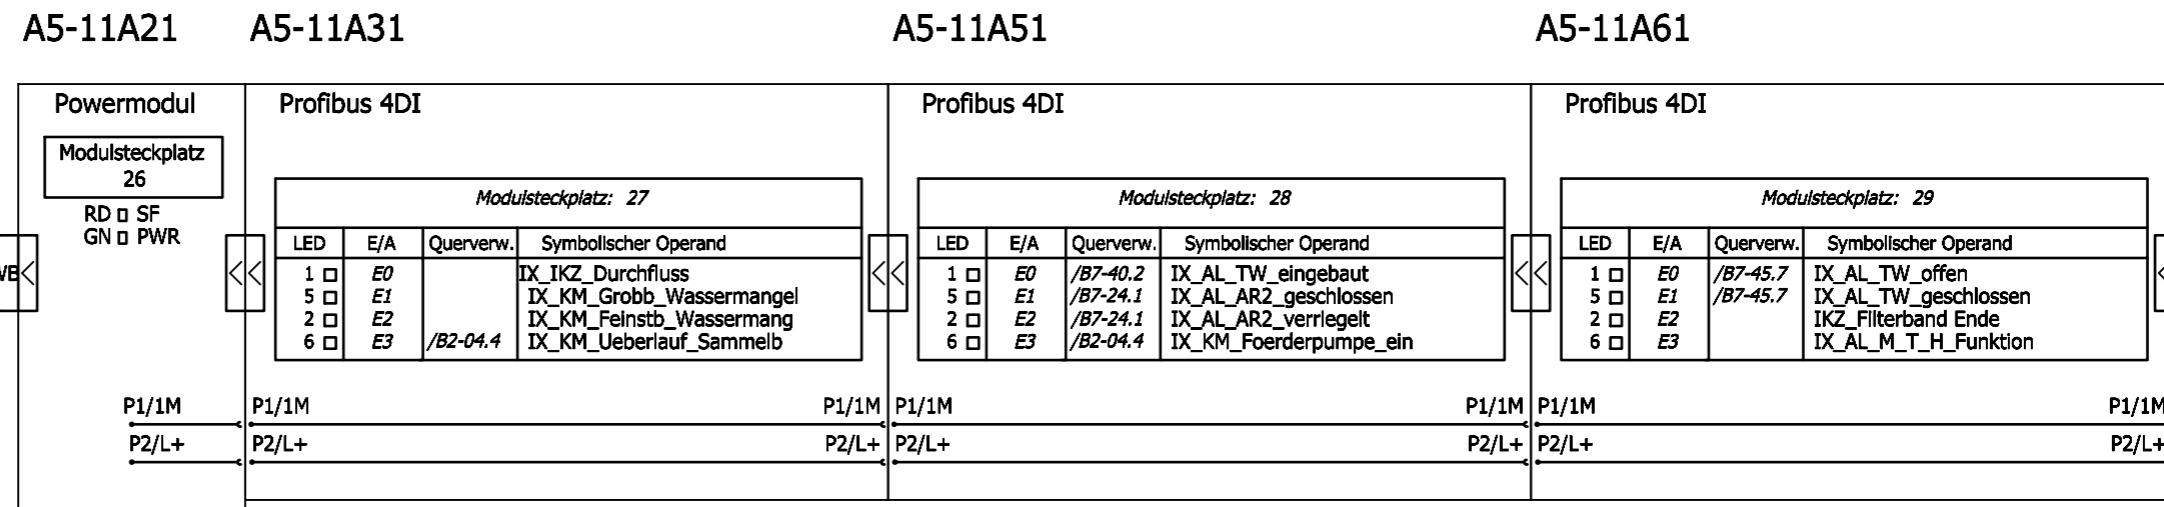 A5-11A21 A5-11A31 A5-11A51 A5-11A61
Powermodul Profibus 4DI Profibus 4DI Profibus 4DI
Modulsteckplatz
26
RD SF
GN PWR
Modulsteckplatz: 27
LED E/A Querverw. Symbolischer Operand
1 E0 IX_IKZ_Durchfluss
5 E1 IX_KM_Grobb_Wassermangel
2 E2 IX_KM_Feinstb_Wassermang
6 E3 /B2-04.4 IX_KM_Ueberlauf_Sammelb
Modulsteckplatz: 28
LED E/A Querverw. Symbolischer Operand
1 E0 /B7-40.2 IX_AL_TW_eingebaut
5 E1 /B7-24.1 IX_AL_AR2_geschlossen
2 E2 /B7-24.1 IX_AL_AR2_verriegelt
6 E3 /B2-04.4 IX_KM_Foerderpumpe_ein
Modulsteckplatz: 29
LED E/A Querverw. Symbolischer Operand
1 E0 /B7-45.7 IX_AL_TW_offen
5 E1 /B7-45.7 IX_AL_TW_geschlossen
2 E2 IKZ_Filterband Ende
6 E3 IX_AL_M_T_H_Funktion
P1/1M P1/1M P1/1M P1/1M P1/1M P1/1M P1/1M
P2/L+ P2/L+ P2/L+ P2/L+ P2/L+ P2/L+ P2/L+